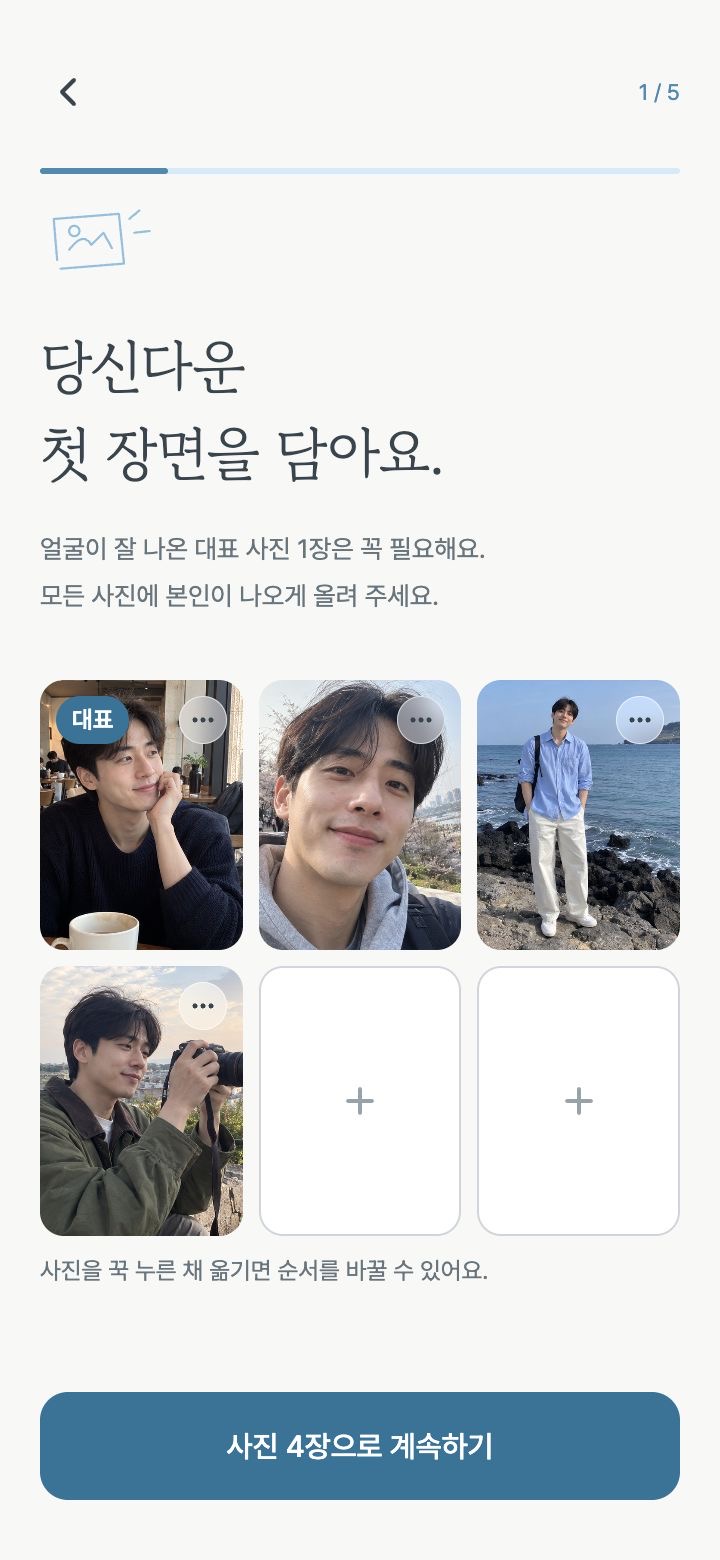 1 / 5
당신다운
첫 장면을 담아요.
얼굴이 잘 나온 대표 사진 1장은 꼭 필요해요.
모든 사진에 본인이 나오게 올려 주세요.
대표
사진을 꾹 누른 채 옮기면 순서를 바꿀 수 있어요.
사진 4장으로 계속하기